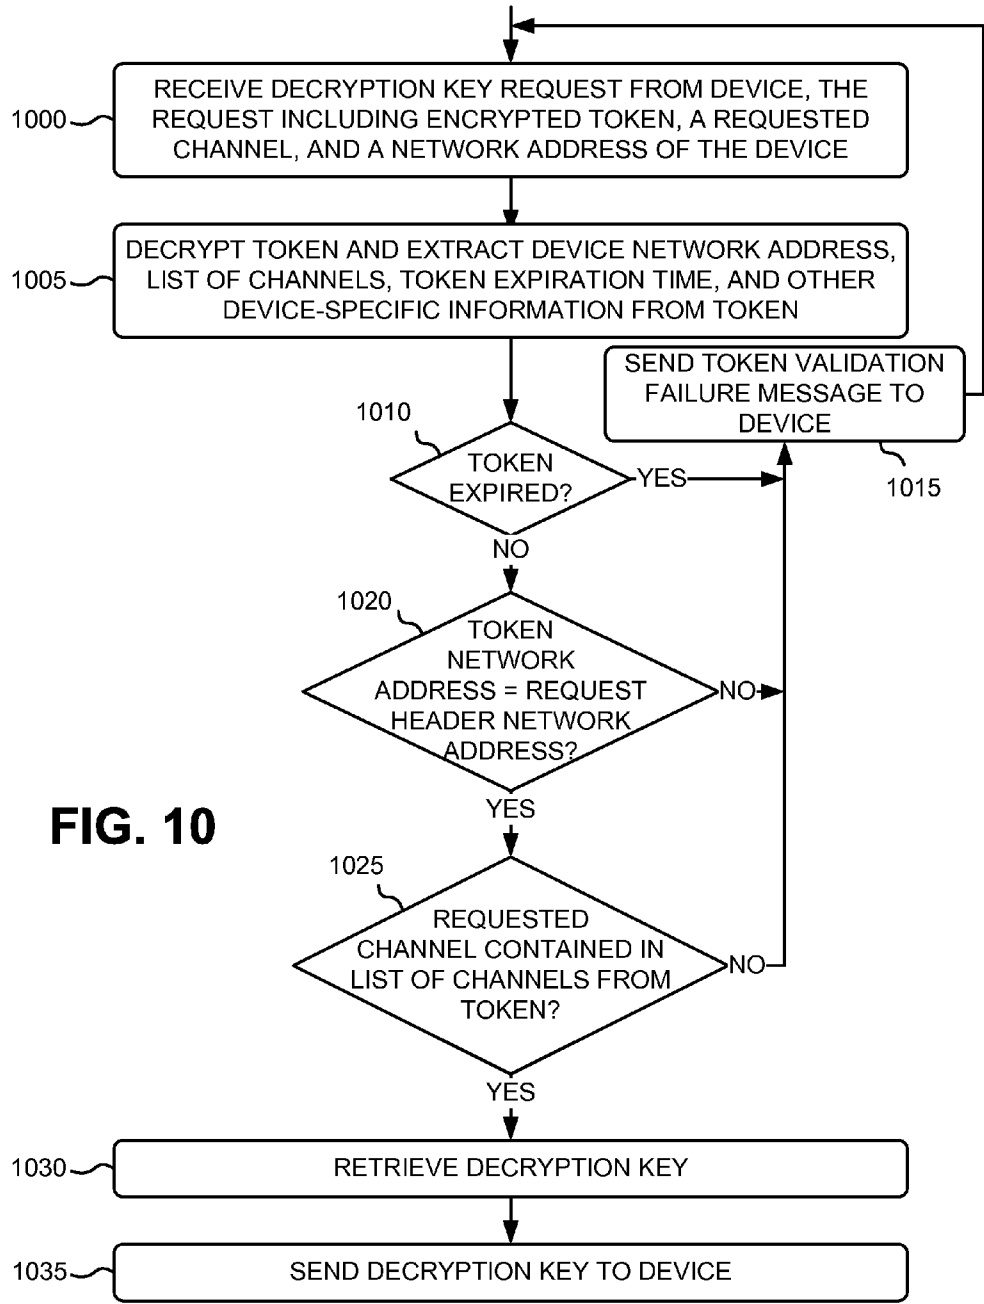 1000
RECEIVE DECRYPTION KEY REQUEST FROM DEVICE, THE
REQUEST INCLUDING ENCRYPTED TOKEN, A REQUESTED
CHANNEL, AND A NETWORK ADDRESS OF THE DEVICE
1005
DECRYPT TOKEN AND EXTRACT DEVICE NETWORK ADDRESS,
LIST OF CHANNELS, TOKEN EXPIRATION TIME, AND OTHER
DEVICE-SPECIFIC INFORMATION FROM TOKEN
SEND TOKEN VALIDATION
FAILURE MESSAGE TO
DEVICE
1015
1010
TOKEN
EXPIRED?
YES
NO
1020
TOKEN
NETWORK
ADDRESS = REQUEST
HEADER NETWORK
ADDRESS?
NO
YES
FIG. 10
1025
REQUESTED
CHANNEL CONTAINED IN
LIST OF CHANNELS FROM
TOKEN?
NO
YES
1030
RETRIEVE DECRYPTION KEY
1035
SEND DECRYPTION KEY TO DEVICE